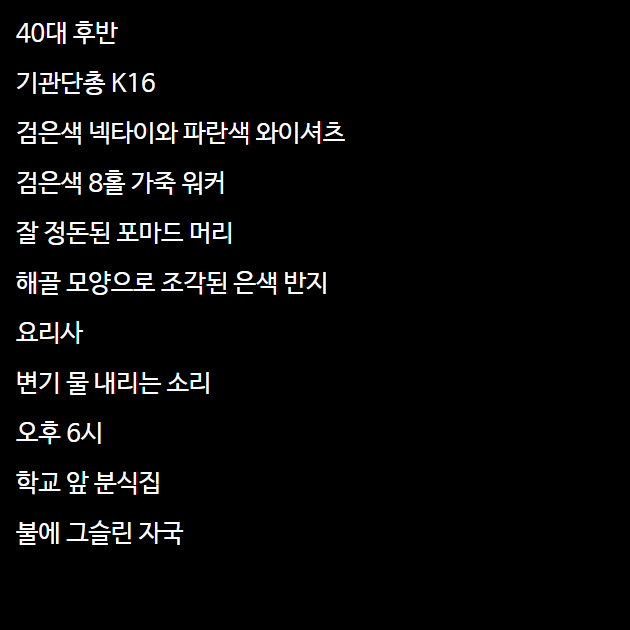 40대 후반
기관단총 K16
검은색 넥타이와 파란색 와이셔츠
검은색 8홀 가죽 워커
잘 정돈된 포마드 머리
해골 모양으로 조각된 은색 반지
요리사
변기 물 내리는 소리
오후 6시
학교 앞 분식집
불에 그슬린 자국